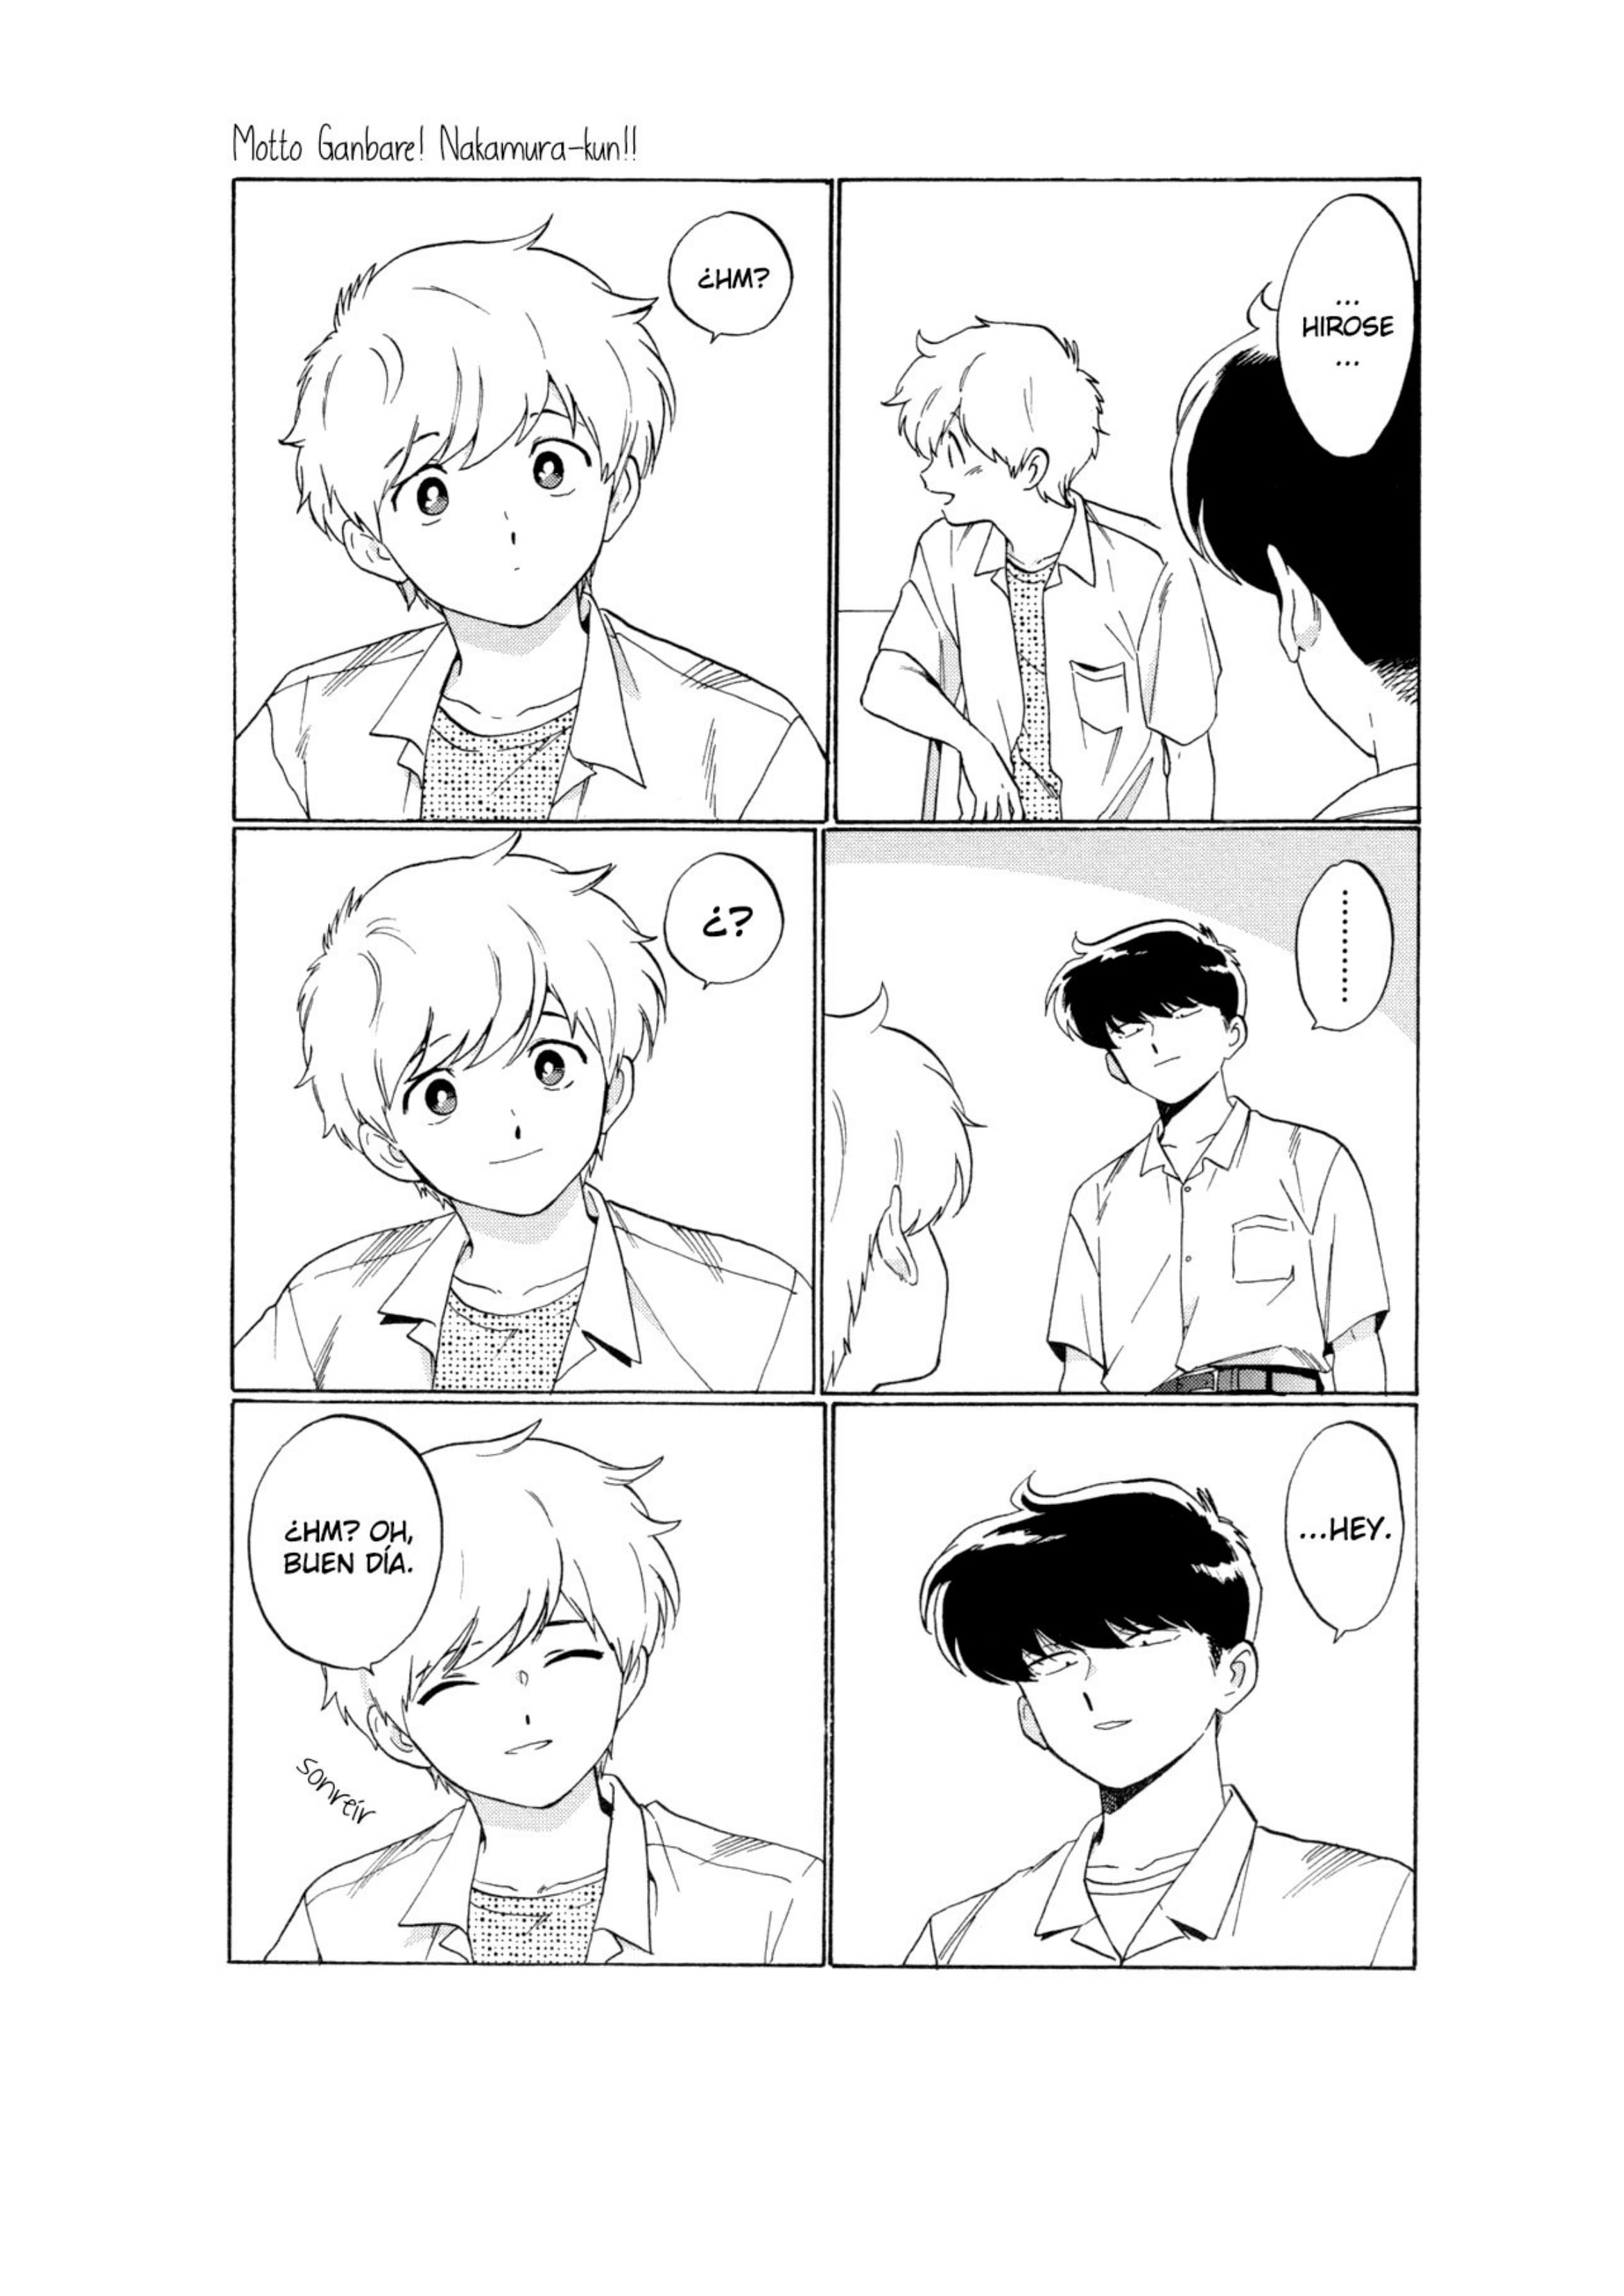 Motto Ganbare! Nakamura-kun!!
...
HIROSE
...
¿HM?
..........
¿?
...HEY.
¿HM? OH,
BUEN DÍA.
sonreír